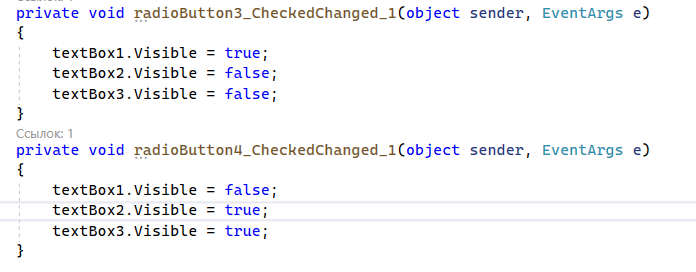 private void radioButton3_CheckedChanged_1(object sender, EventArgs e)
{
    textBox1.Visible = true;
    textBox2.Visible = false;
    textBox3.Visible = false;
}
Ссылок: 1
private void radioButton4_CheckedChanged_1(object sender, EventArgs e)
{
    textBox1.Visible = false;
    textBox2.Visible = true;
    textBox3.Visible = true;
}